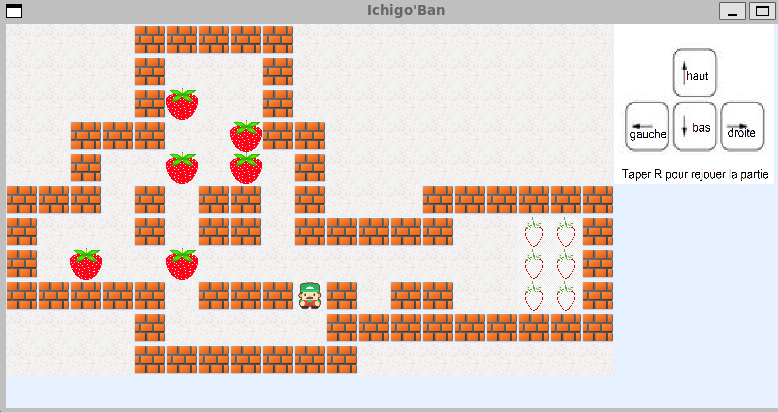 Ichigo'Ban
haut
gauche
bas
droite
Taper R pour rejouer la partie